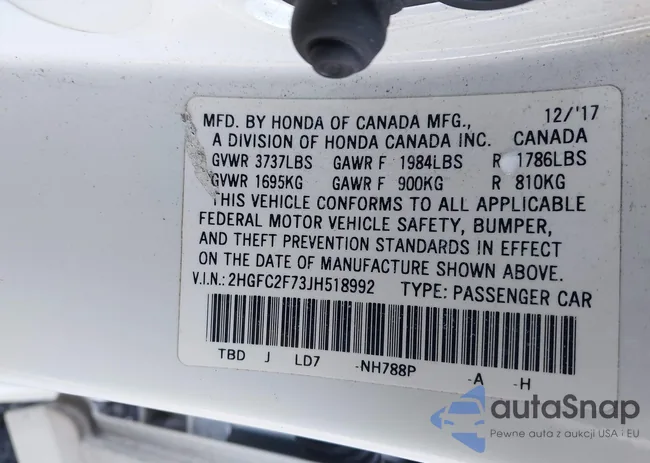 MFD. BY HONDA OF CANADA MFG., 12/'17
A DIVISION OF HONDA CANADA INC. CANADA
GVWR 3737LBS GAWR F 1984LBS R 1786LBS
GVWR 1695KG GAWR F 900KG R 810KG
THIS VEHICLE CONFORMS TO ALL APPLICABLE
FEDERAL MOTOR VEHICLE SAFETY, BUMPER,
AND THEFT PREVENTION STANDARDS IN EFFECT
ON THE DATE OF MANUFACTURE SHOWN ABOVE.
V.I.N.: 2HGFC2F73JH518992 TYPE: PASSENGER CAR
TBD J LD7 -NH788P -A -H
autaSnap
Pewne auta z aukcji USA i EU